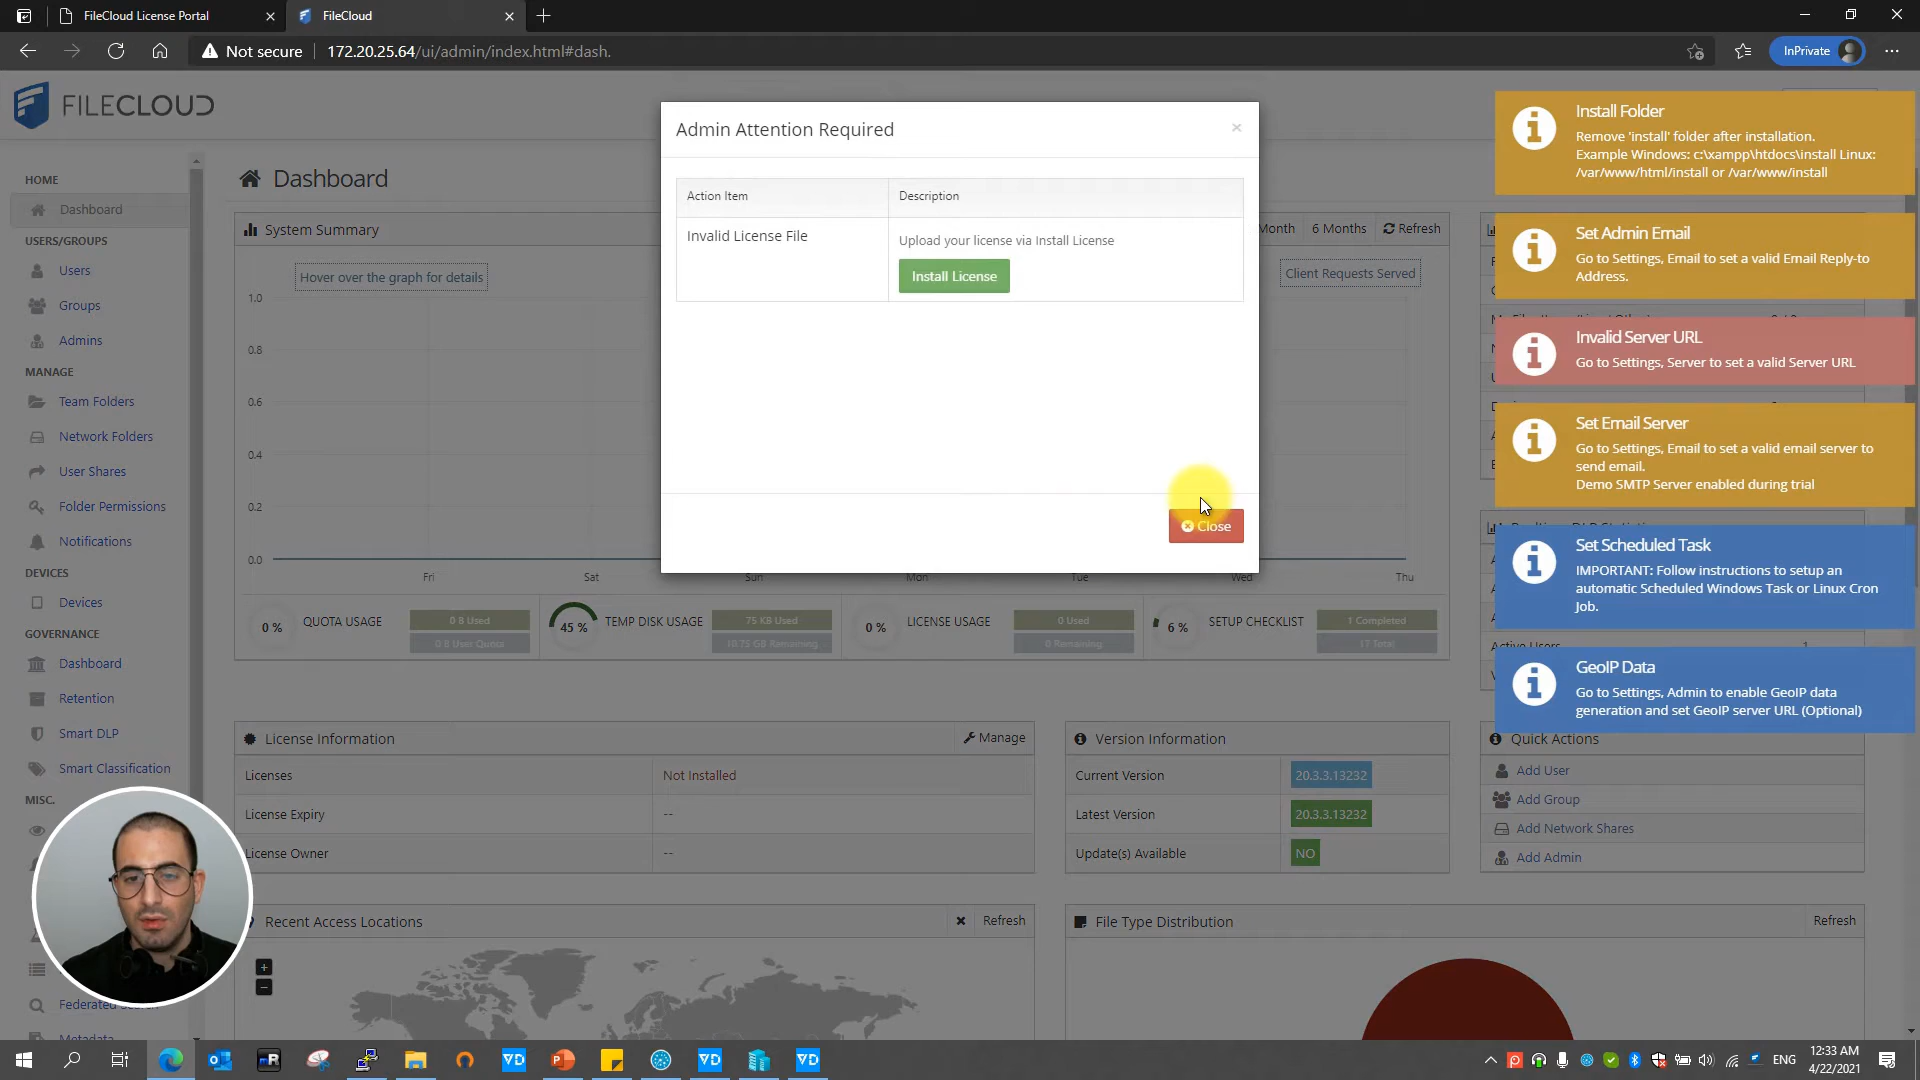 FileCloud License Portal
FileCloud
Not secure
172.20.25.64/ui/admin/index.html#dash.
InPrivate
FILECLOUD
HOME
Dashboard
USERS/GROUPS
Users
Groups
Admins
MANAGE
Team Folders
Network Folders
User Shares
Folder Permissions
Notifications
DEVICES
Devices
GOVERNANCE
Dashboard
Retention
Smart DLP
Smart Classification
MISC.
Metadata
Dashboard
System Summary
Month
6 Months
Refresh
Hover over the graph for details
Client Requests Served
1.0
0.8
0.6
0.4
0.2
0.0
Fri
Sat
Sun
Mon
Tue
Wed
Thu
0 %
QUOTA USAGE
0 B Used
0 B User Quota
45 %
TEMP DISK USAGE
75 KB Used
10.75 GB Remaining
0 %
LICENSE USAGE
0 Used
0 Remaining
6 %
SETUP CHECKLIST
1 Completed
17 Total
Admin Attention Required
Action Item
Description
Invalid License File
Upload your license via Install License
Install License
Close
Install Folder
Remove 'install' folder after installation.
Example Windows: c:\xampp\htdocs\install Linux:
/var/www/html/install or /var/www/install
Set Admin Email
Go to Settings, Email to set a valid Email Reply-to
Address.
Invalid Server URL
Go to Settings, Server to set a valid Server URL
Set Email Server
Go to Settings, Email to set a valid email server to
send email.
Demo SMTP Server enabled during trial
Set Scheduled Task
IMPORTANT: Follow instructions to setup an
automatic Scheduled Windows Task or Linux Cron
Job.
Active Users
1
GeoIP Data
Go to Settings, Admin to enable GeoIP data
generation and set GeoIP server URL (Optional)
License Information
Manage
Licenses
Not Installed
License Expiry
--
License Owner
--
Version Information
Current Version
20.3.3.13232
Latest Version
20.3.3.13232
Update(s) Available
NO
Quick Actions
Add User
Add Group
Add Network Shares
Add Admin
Recent Access Locations
Refresh
+
−
File Type Distribution
Refresh
ENG
12:33 AM
4/22/2021